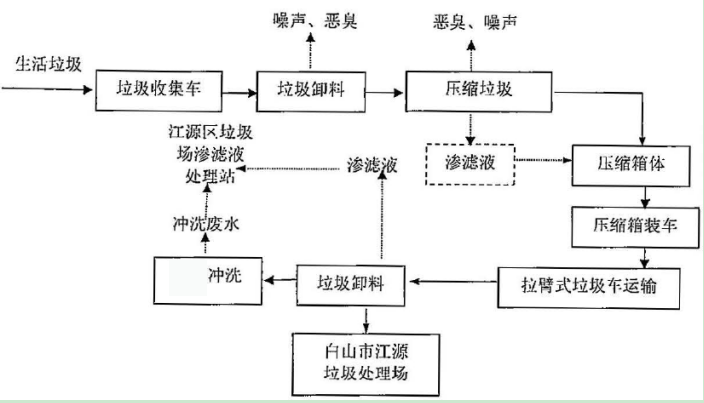 噪声、恶臭
恶臭、噪声
生活垃圾
垃圾收集车
垃圾卸料
压缩垃圾
江源区垃圾
场渗滤液
处理站
渗滤液
渗滤液
压缩箱体
冲洗废水
压缩箱装车
冲洗
垃圾卸料
拉臂式垃圾车运输
白山市江源
垃圾处理场